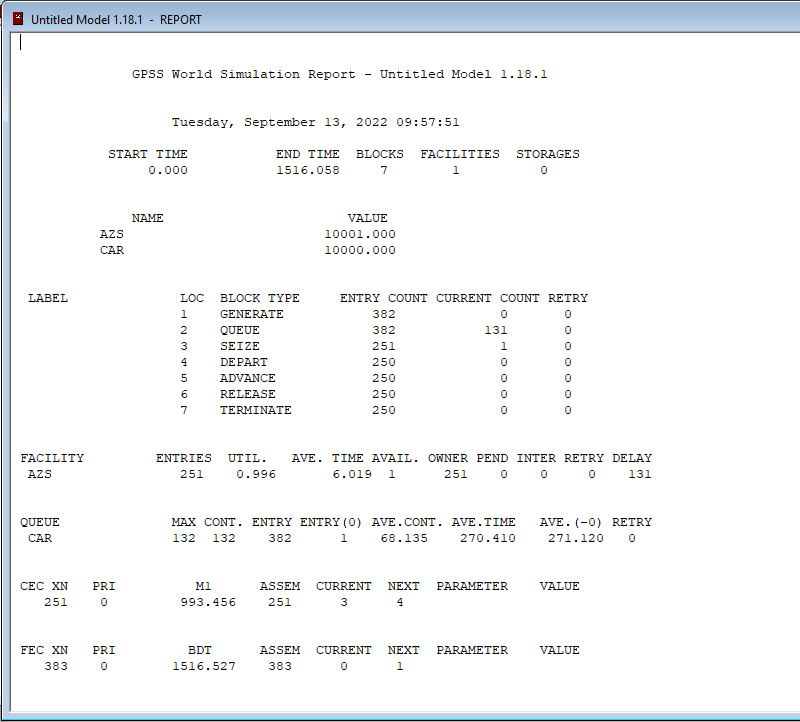 Untitled Model 1.18.1 - REPORT
GPSS World Simulation Report - Untitled Model 1.18.1
Tuesday, September 13, 2022 09:57:51
START TIME END TIME BLOCKS FACILITIES STORAGES
0.000 1516.058 7 1 0
NAME VALUE
AZS 10001.000
CAR 10000.000
LABEL LOC BLOCK TYPE ENTRY COUNT CURRENT COUNT RETRY
1 GENERATE 382 0 0
2 QUEUE 382 131 0
3 SEIZE 251 1 0
4 DEPART 250 0 0
5 ADVANCE 250 0 0
6 RELEASE 250 0 0
7 TERMINATE 250 0 0
FACILITY ENTRIES UTIL. AVE. TIME AVAIL. OWNER PEND INTER RETRY DELAY
AZS 251 0.996 6.019 1 251 0 0 0 131
QUEUE MAX CONT. ENTRY ENTRY(0) AVE.CONT. AVE.TIME AVE.(-0) RETRY
CAR 132 132 382 1 68.135 270.410 271.120 0
CEC XN PRI M1 ASSEM CURRENT NEXT PARAMETER VALUE
251 0 993.456 251 3 4
FEC XN PRI BDT ASSEM CURRENT NEXT PARAMETER VALUE
383 0 1516.527 383 0 1